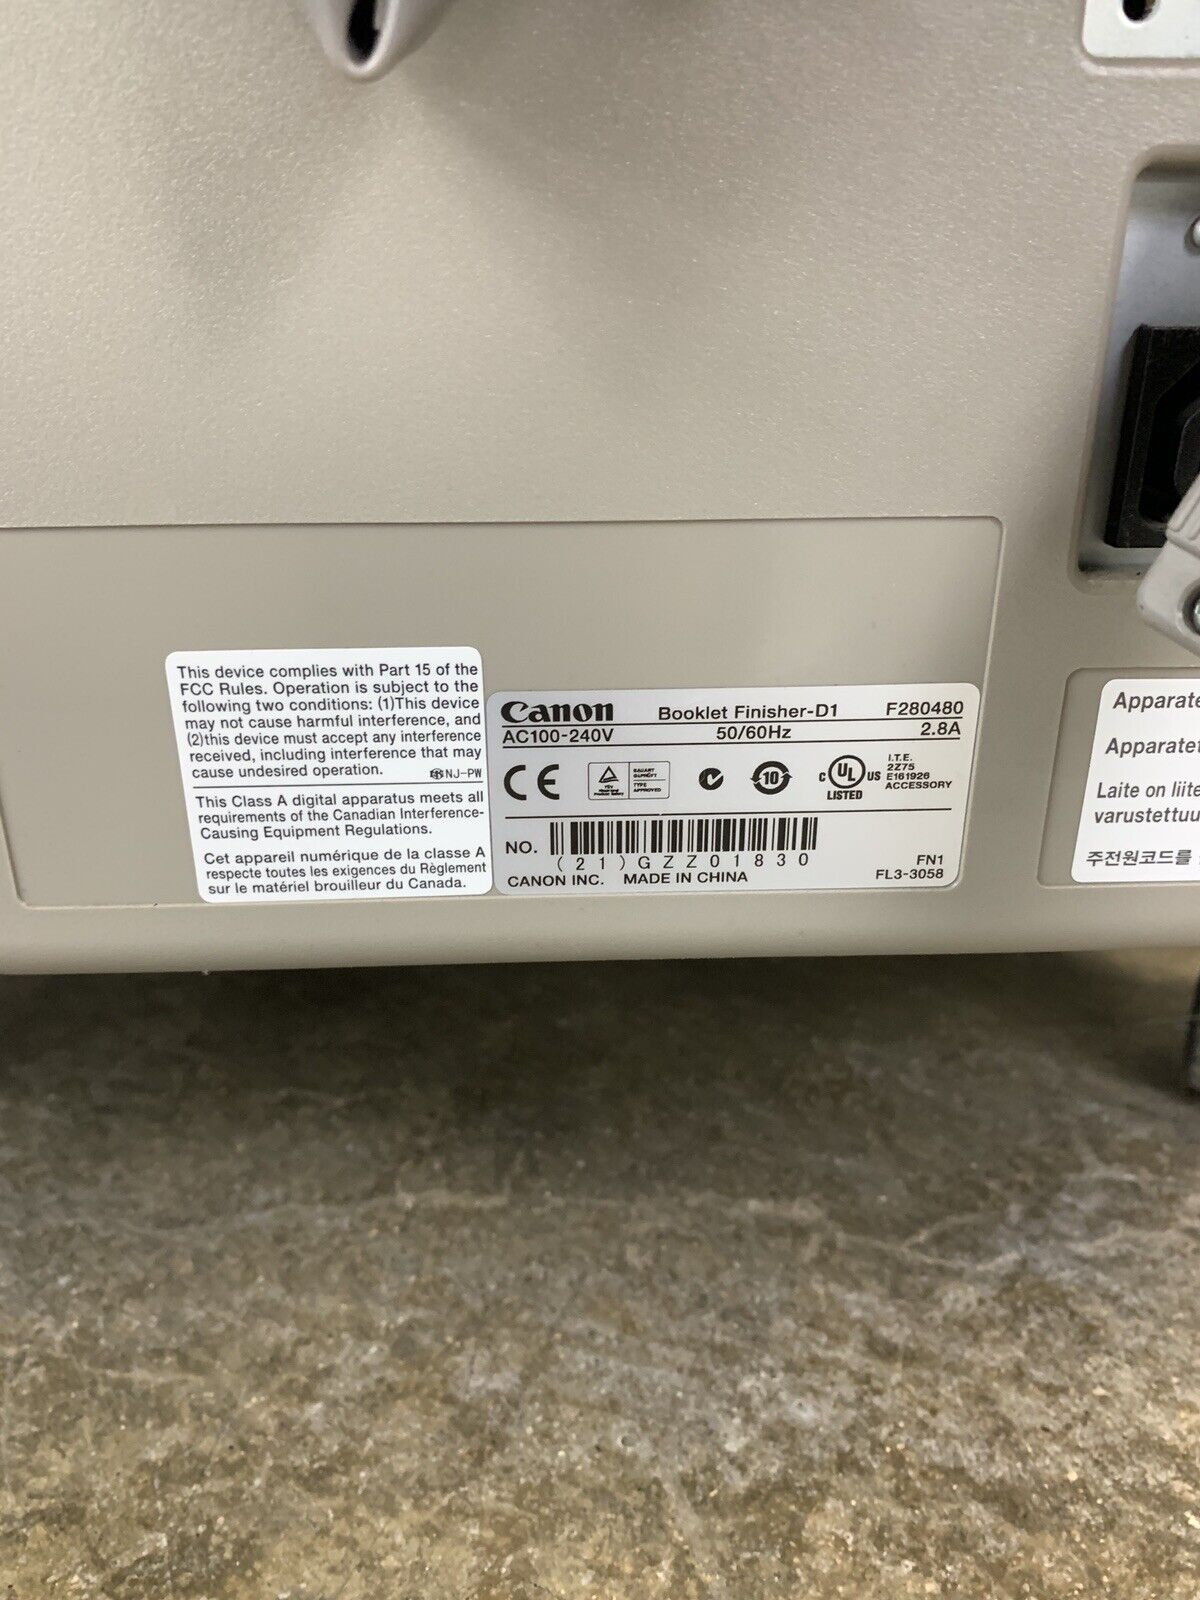 This device complies with Part 15 of the
FCC Rules. Operation is subject to the
following two conditions: (1)This device
may not cause harmful interference, and
(2)this device must accept any interference
received, including interference that may
cause undesired operation. NJ-PW
This Class A digital apparatus meets all
requirements of the Canadian Interference-
Causing Equipment Regulations.
Cet appareil numérique de la classe A
respecte toutes les exigences du Règlement
sur le matériel brouilleur du Canada.
Canon Booklet Finisher-D1 F280480
AC100-240V 50/60Hz 2.8A
CE
TYPE
APPROVED
10
C UL US
LISTED
I.T.E.
2Z75
E161926
ACCESSORY
NO.
(21)GZZ01830
CANON INC. MADE IN CHINA
FN1
FL3-3058
Laite on
varustettuu
주전원코드를